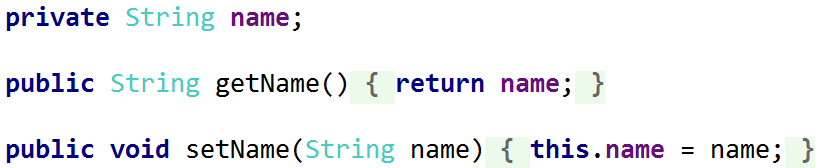 private String name;
public String getName() { return name; }
public void setName(String name) { this.name = name; }